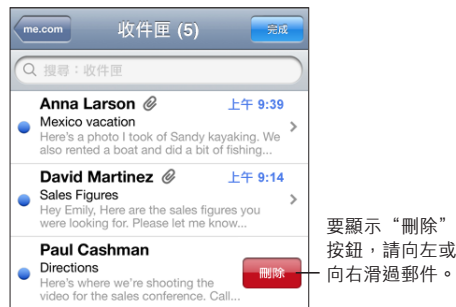 me.com
收件匣 (5)
完成
搜尋：收件匣
Anna Larson
上午 9:39
Mexico vacation
Here's a photo I took of Sandy kayaking. We
also rented a boat and did a bit of fishing...
David Martinez
上午 9:14
Sales Figures
Hey Emily, Here are the sales figures you
were looking for. Please let me know...
Paul Cashman
Directions
刪除
Here's where we're shooting the
video for the sales conference. Call...
要顯示“刪除”
按鈕，請向左或
向右滑過郵件。